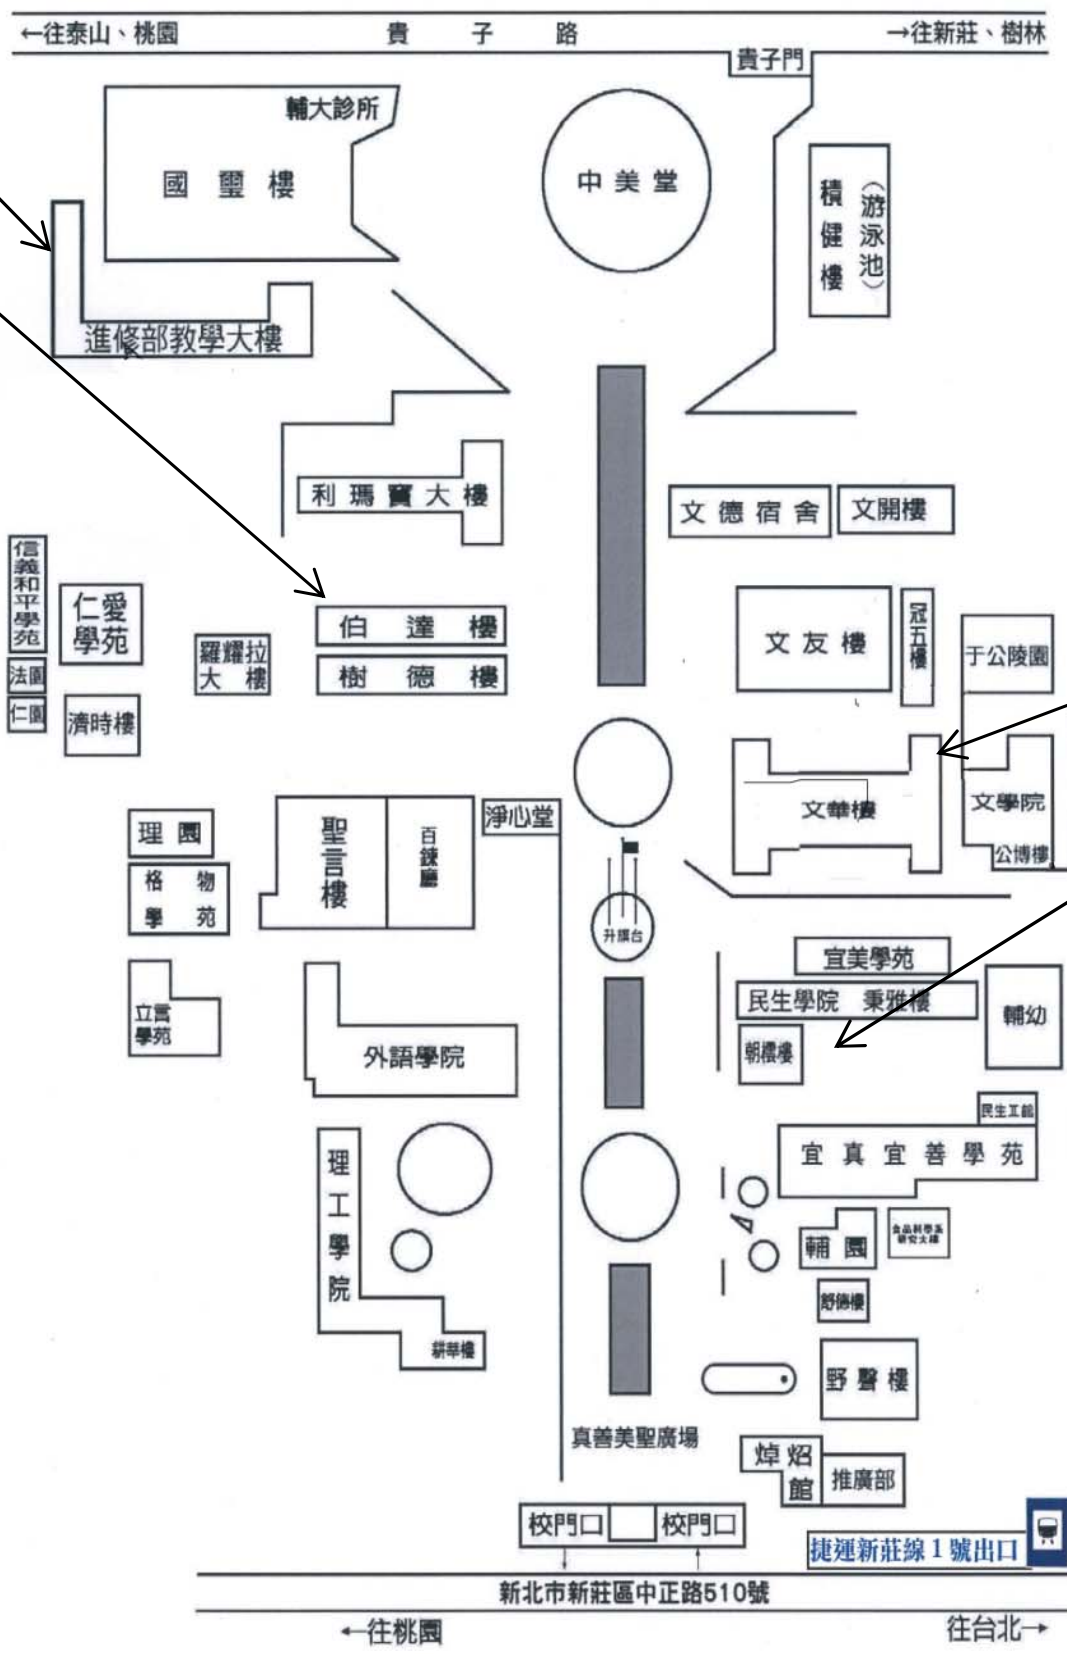 ←往泰山、桃園
貴子路
→往新莊、樹林
貴子門
輔大診所
國璽樓
中美堂
積健樓
（游泳池）
進修部教學大樓
利瑪竇大樓
文德宿舍
文開樓
信義和平學苑
仁愛
學苑
法園
仁園
濟時樓
羅耀拉
大樓
伯達樓
樹德樓
文友樓
冠五樓
于公陵園
文華樓
文學院
公博樓
理園
格物
學苑
聖言樓
百鍊廳
淨心堂
升旗台
立言
學苑
外語學院
宜美學苑
民生學院 秉雅樓
朝橒樓
輔幼
民生工館
宜真宜善學苑
理工學院
耕莘樓
輔園
食品科學系
研究大樓
舒德樓
野聲樓
真善美聖廣場
焯炤
館
推廣部
校門口
校門口
捷運新莊線1號出口
新北市新莊區中正路510號
←往桃園
往台北→